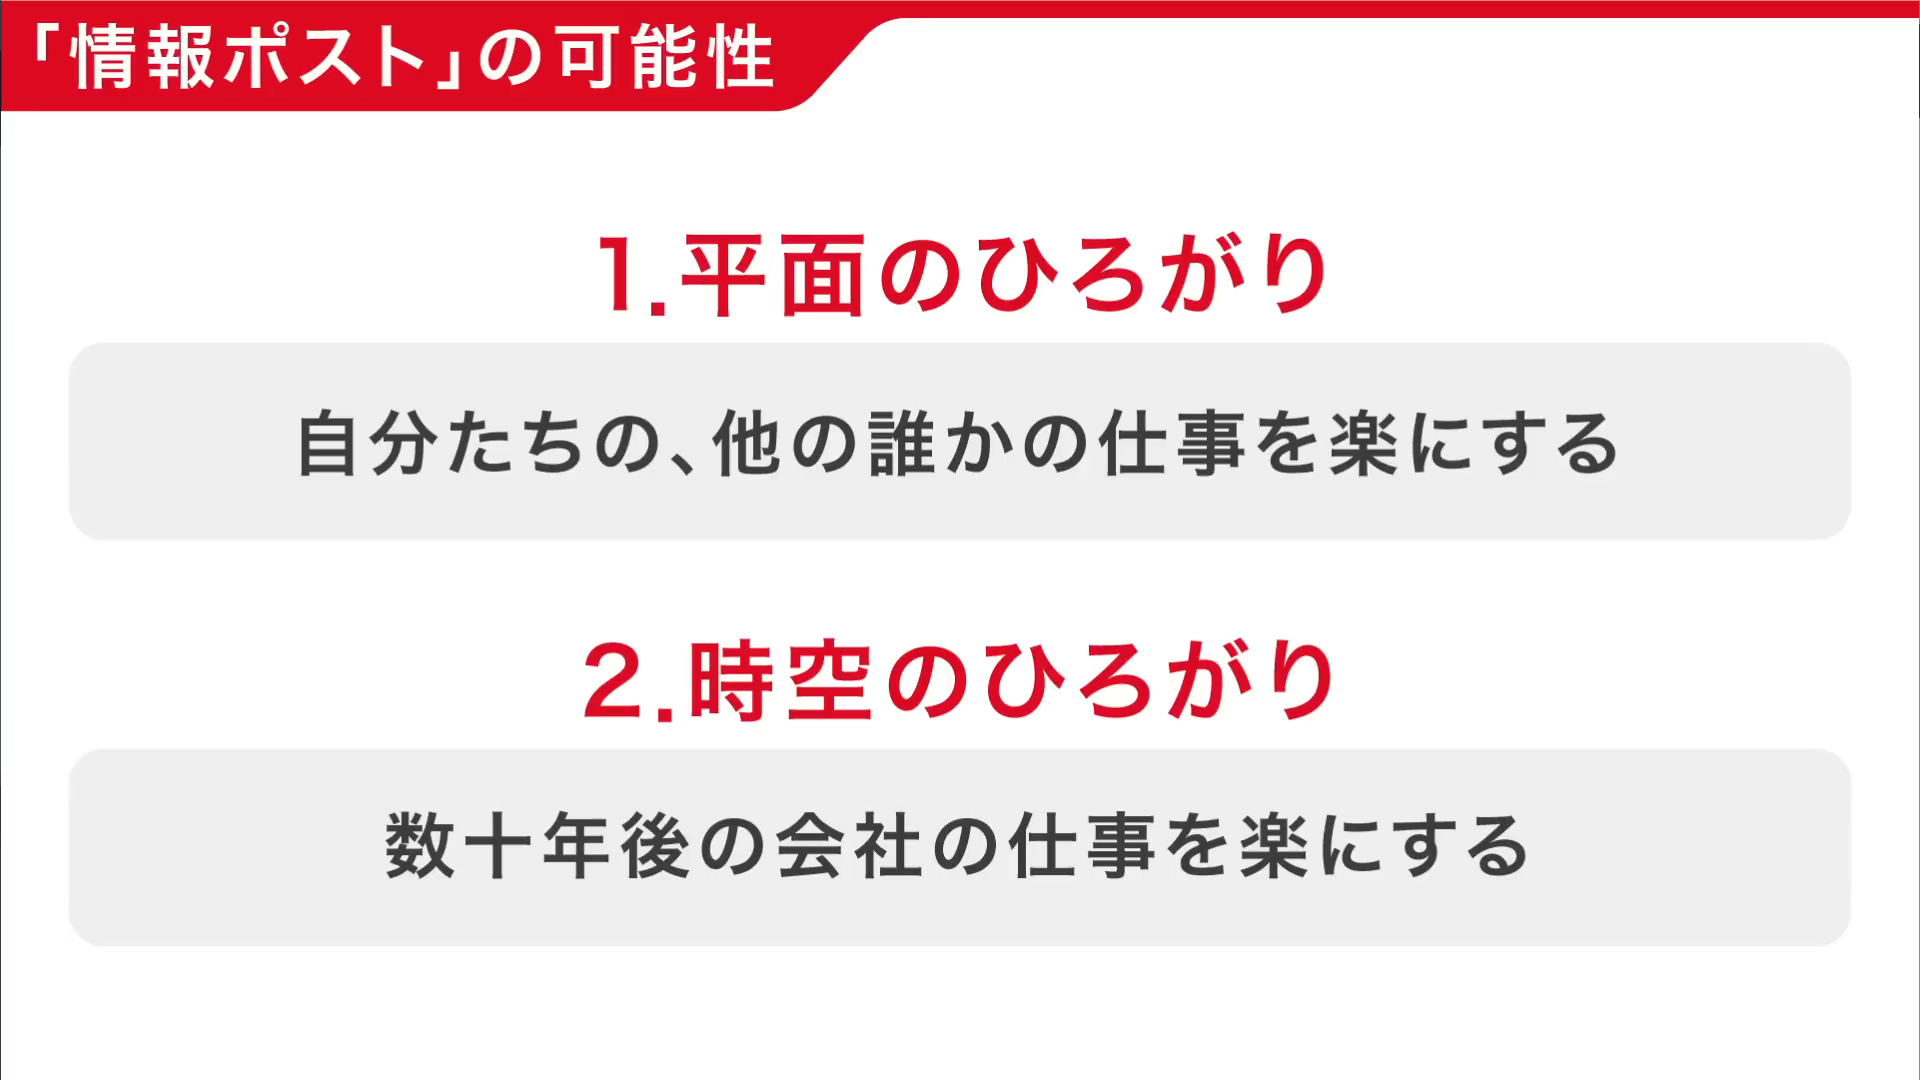 「情報ポスト」の可能性
1.平面のひろがり
自分たちの、他の誰かの仕事を楽にする
2.時空のひろがり
数十年後の会社の仕事を楽にする